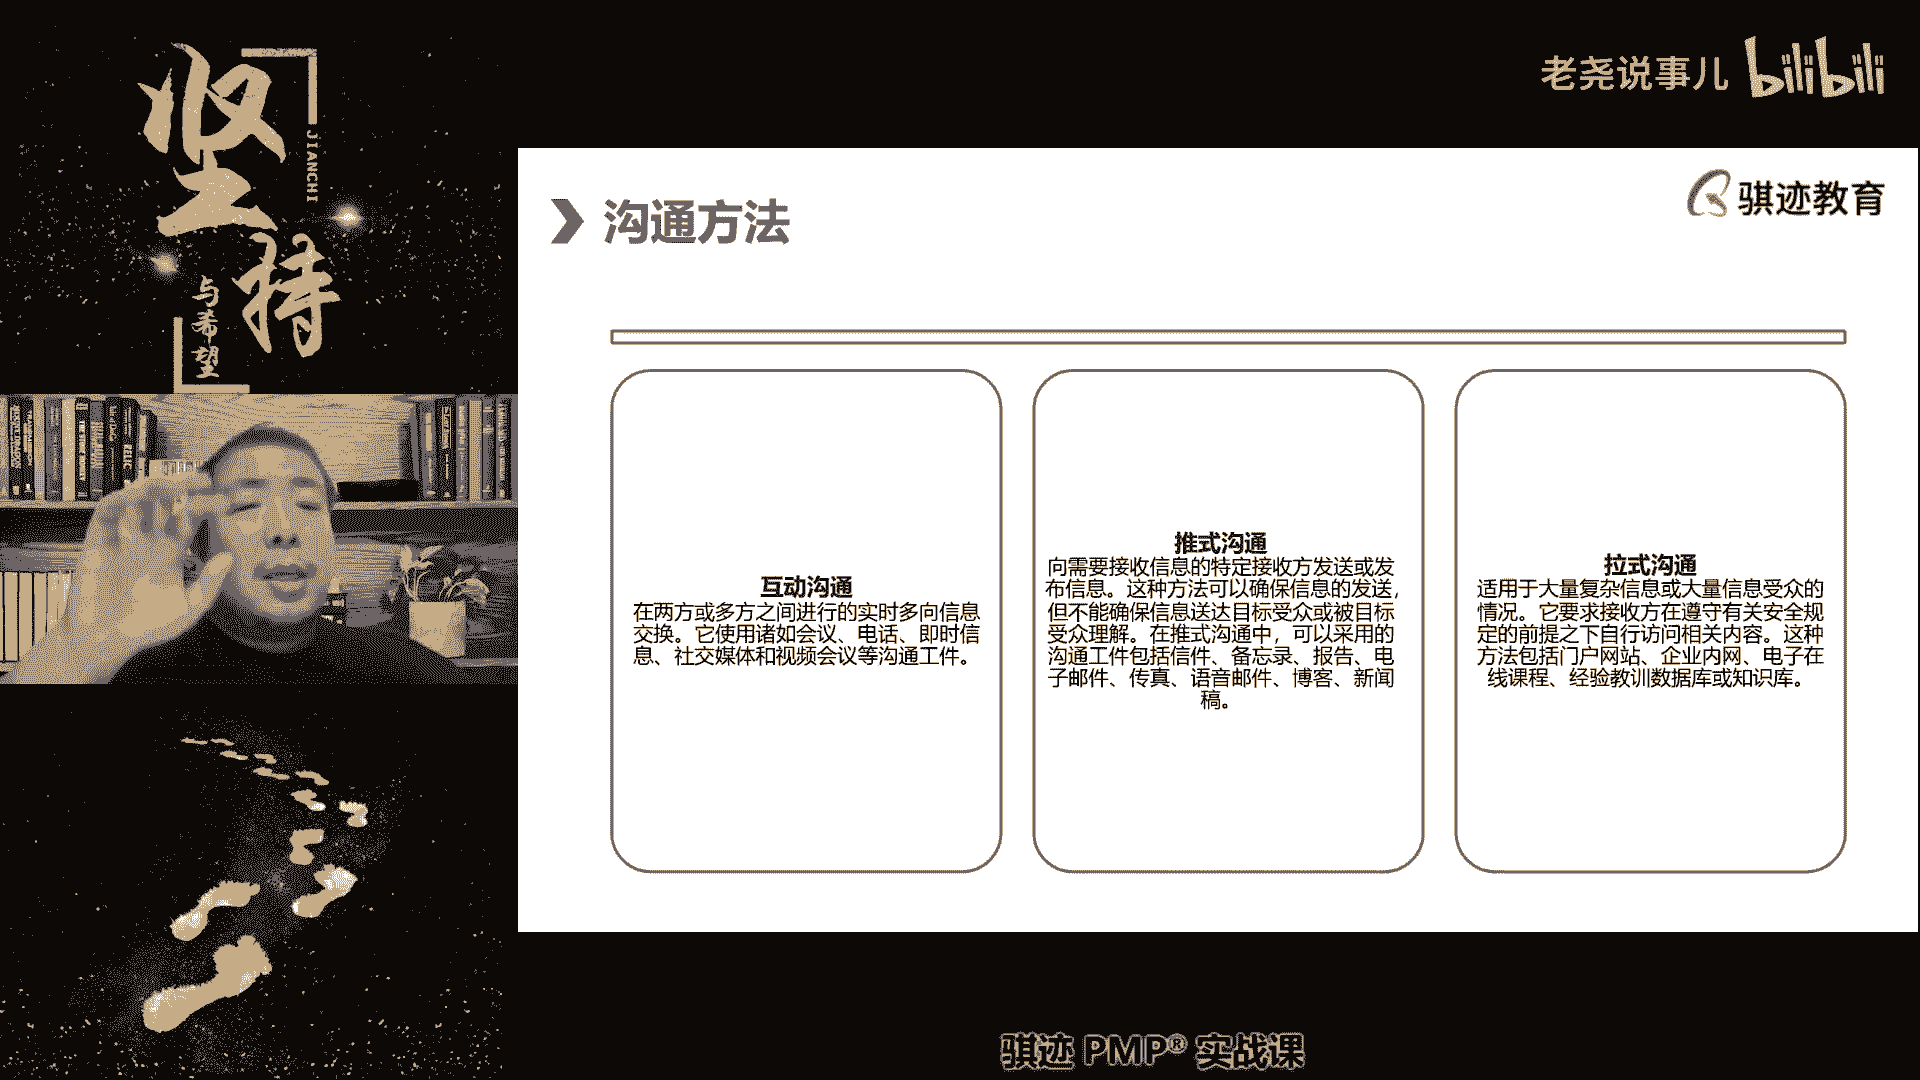 坚持
JIANCHI
与希望
老尧说事儿 bilibili
骐迹教育
沟通方法
互动沟通
在两方或多方之间进行的实时多向信息
交换。它使用诸如会议、电话、即时信
息、社交媒体和视频会议等沟通工件。
推式沟通
向需要接收信息的特定接收方发送或发
布信息。这种方法可以确保信息的发送，
但不能确保信息送达目标受众或被目标
受众理解。在推式沟通中，可以采用的
沟通工件包括信件、备忘录、报告、电
子邮件、传真、语音邮件、博客、新闻
稿。
拉式沟通
适用于大量复杂信息或大量信息受众的
情况。它要求接收方在遵守有关安全规
定的前提之下自行访问相关内容。这种
方法包括门户网站、企业内网、电子在
线课程、经验教训数据库或知识库。
骐迹 PMP® 实战课